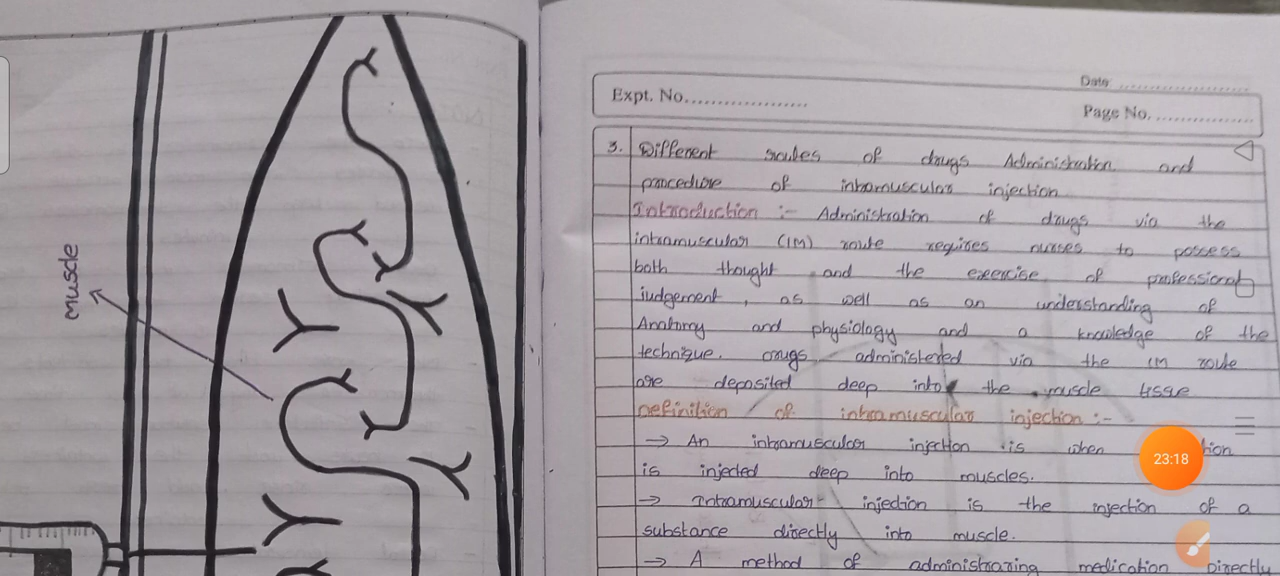 muscle
Date ......................
Expt. No......................
Page No. ..................
3. Different routes of drugs Administration and
procedure of intramuscular injection
Introduction :- Administration of drugs via the
intramuscular (IM) route requires nurses to possess
both thought and the exercise of professional
judgement, as well as an understanding of
Anatomy and physiology and a knowledge of the
technique. drugs administered via the IM route
are deposited deep into the muscle tissue
Definition of intramuscular injection :-
→ An intramuscular injection is when tion
is injected deep into muscles.
23:18
→ Intramuscular injection is the injection of a
substance directly into muscle.
→ A method of administraring medication Directly